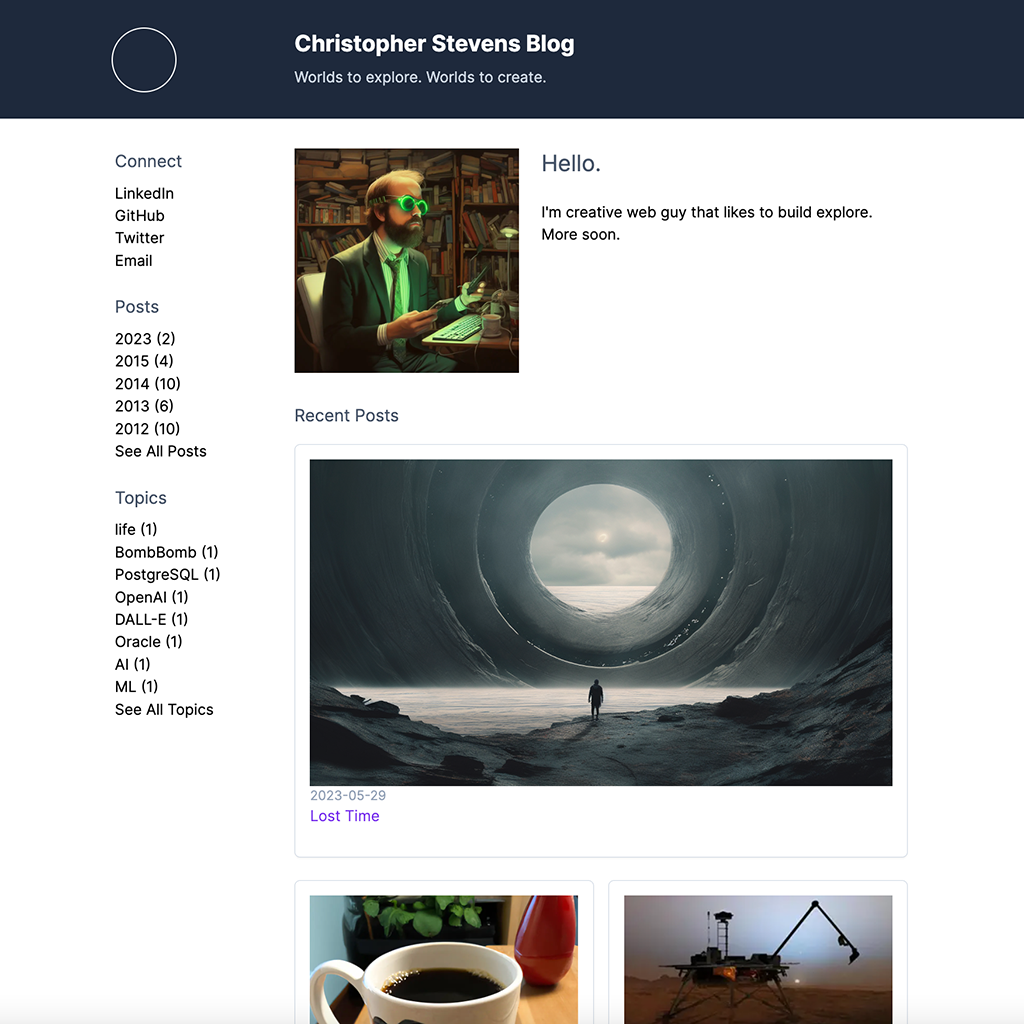 Christopher Stevens Blog
Worlds to explore. Worlds to create.
Connect
LinkedIn
GitHub
Twitter
Email
Posts
2023 (2)
2015 (4)
2014 (10)
2013 (6)
2012 (10)
See All Posts
Topics
life (1)
BombBomb (1)
PostgreSQL (1)
OpenAI (1)
DALL-E (1)
Oracle (1)
AI (1)
ML (1)
See All Topics
Hello.
I'm creative web guy that likes to build explore.
More soon.
Recent Posts
2023-05-29
Lost Time